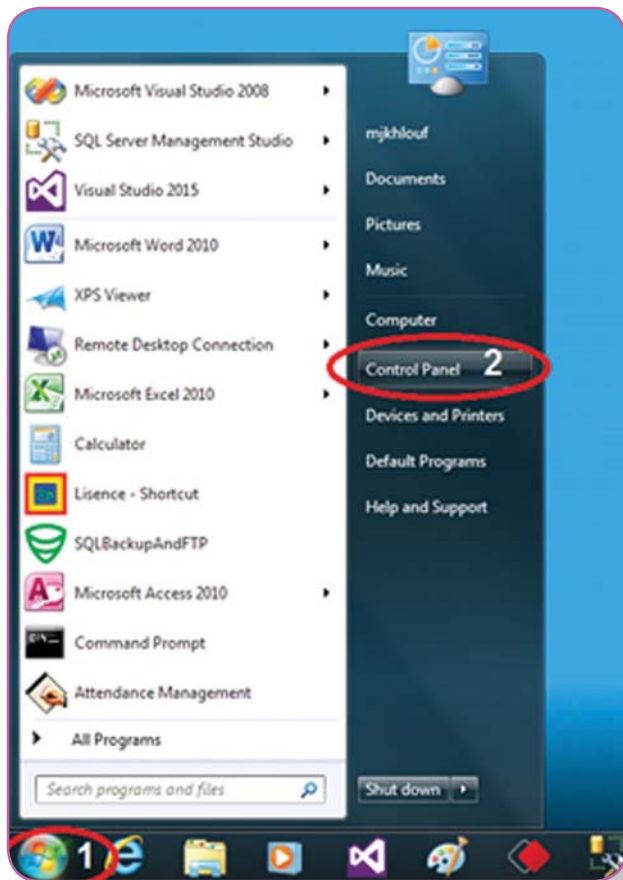 Microsoft Visual Studio 2008
SQL Server Management Studio
Visual Studio 2015
Microsoft Word 2010
XPS Viewer
Remote Desktop Connection
Microsoft Excel 2010
Calculator
Lisence - Shortcut
SQLBackupAndFTP
Microsoft Access 2010
Command Prompt
Attendance Management
All Programs
Search programs and files
mjkhlouf
Documents
Pictures
Music
Computer
Control Panel 2
Devices and Printers
Default Programs
Help and Support
Shut down
1